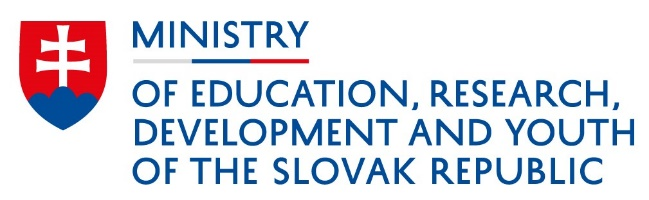 MINISTRY
OF EDUCATION, RESEARCH,
DEVELOPMENT AND YOUTH
OF THE SLOVAK REPUBLIC